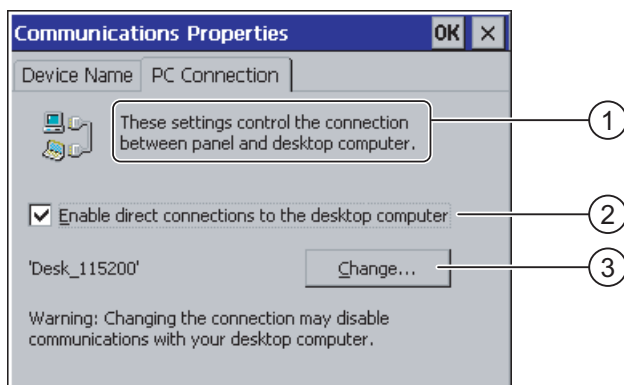 Communications Properties OK ×
Device Name PC Connection
These settings control the connection
between panel and desktop computer.
1
Enable direct connections to the desktop computer
2
'Desk_115200' Change...
3
Warning: Changing the connection may disable
communications with your desktop computer.